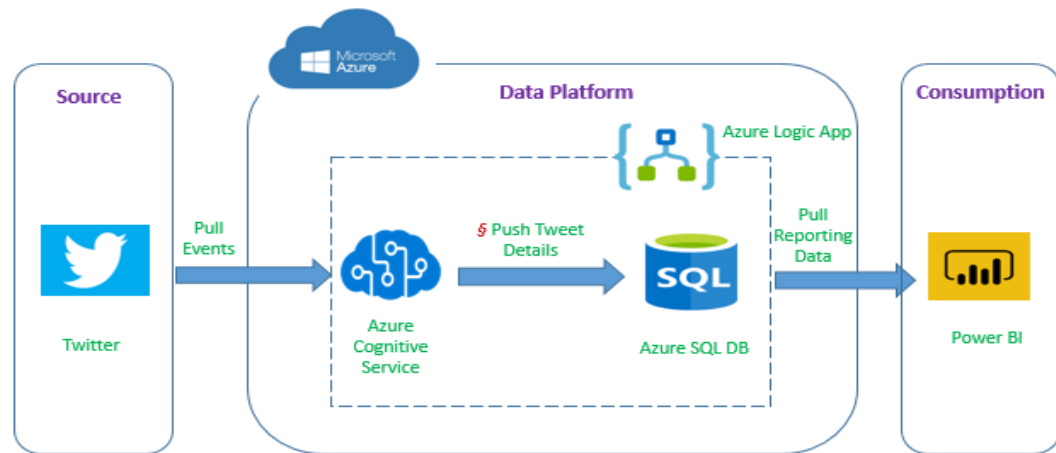 Microsoft
Azure
Source
Data Platform
Consumption
Azure Logic App
Pull
Events
§ Push Tweet
Details
Pull
Reporting
Data
SQL
Twitter
Azure
Cognitive
Service
Azure SQL DB
Power BI